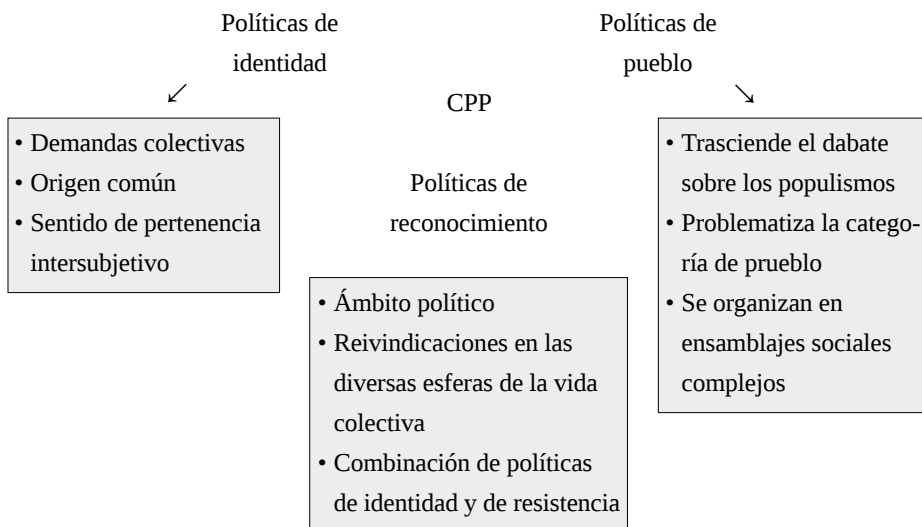 Políticas de
identidad
Políticas de
pueblo
CPP
• Demandas colectivas
• Origen común
• Sentido de pertenencia
intersubjetivo
Políticas de
reconocimiento
• Trasciende el dabate
sobre los populismos
• Problematiza la catego-
ría de prueblo
• Se organizan en
ensamblajes sociales
complejos
• Ámbito político
• Reivindicaciones en las
diversas esferas de la vida
colectiva
• Combinación de políticas
de identidad y de resistencia